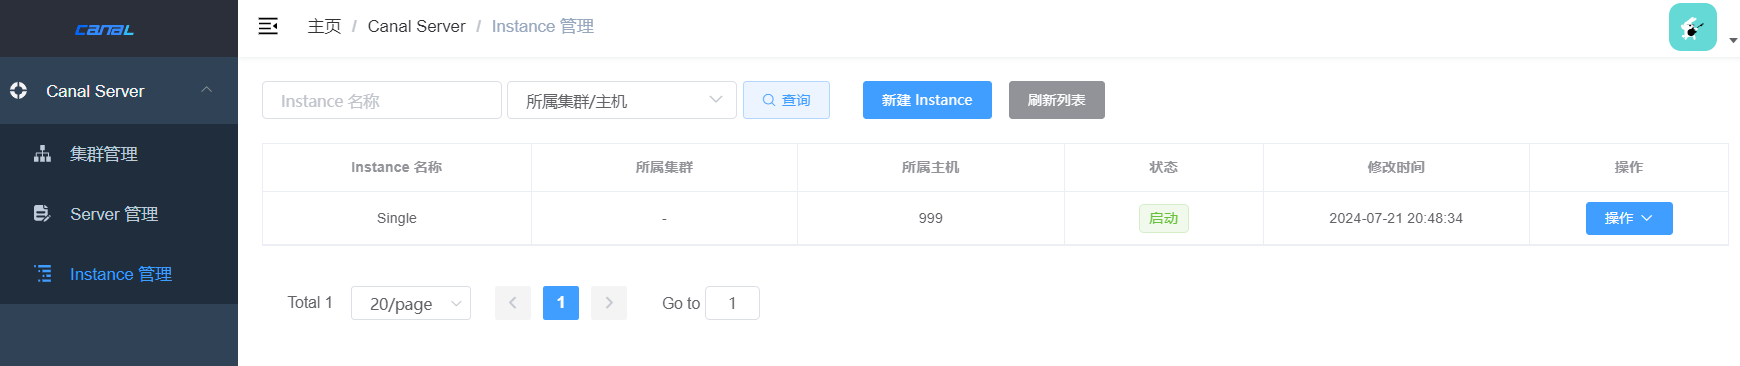 canal
主页 / Canal Server / Instance 管理
Canal Server
集群管理
Server 管理
Instance 管理
Instance 名称 所属集群/主机 查询 新建 Instance 刷新列表
Instance 名称 所属集群 所属主机 状态 修改时间 操作
Single - 999 启动 2024-07-21 20:48:34 操作
Total 1 20/page 1 Go to 1